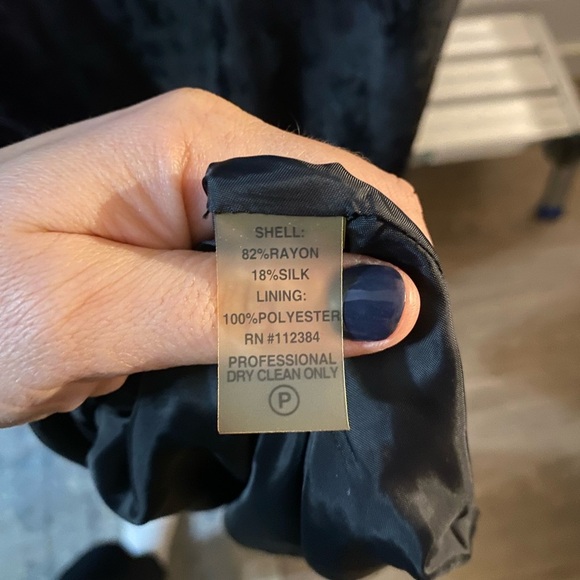 SHELL:
82%RAYON
18%SILK
LINING:
100%POLYESTER
RN #112384
PROFESSIONAL
DRY CLEAN ONLY
P